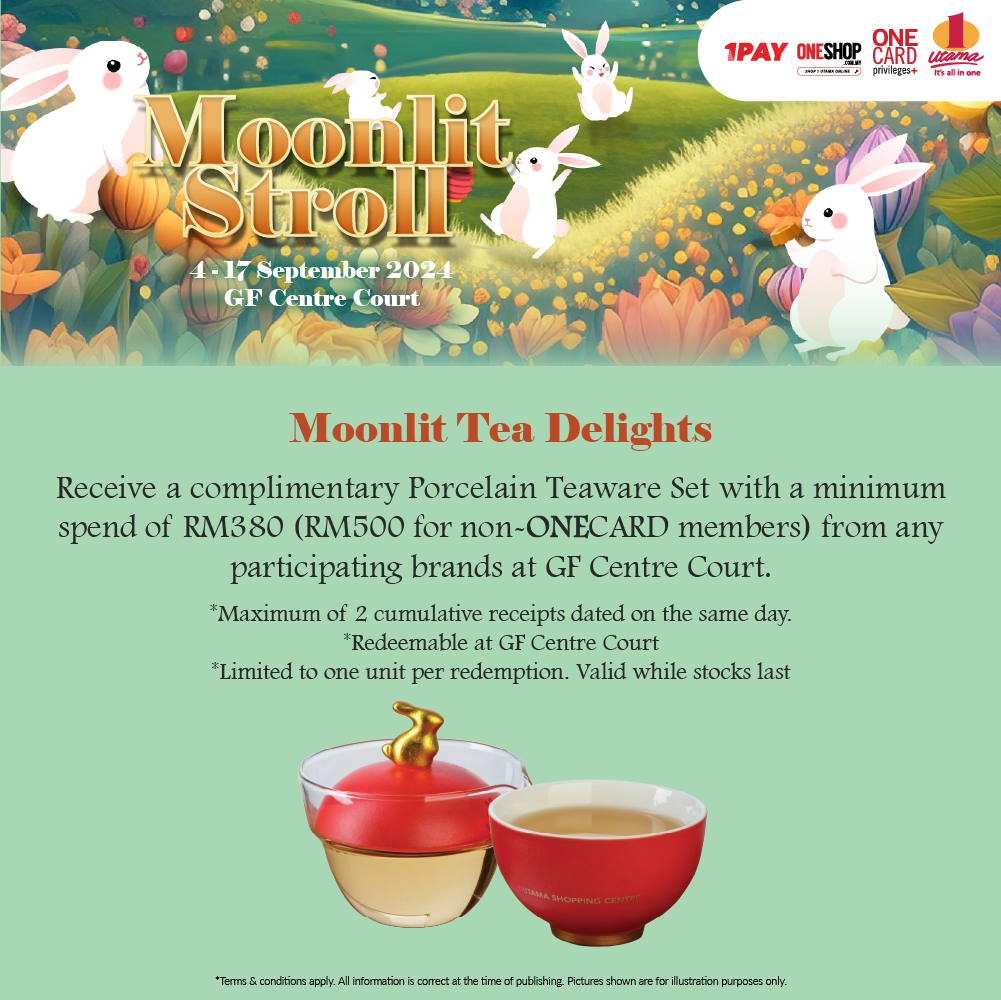 1PAY ONESHOP .COM.MY
SHOP 1 UTAMA ONLINE
ONE CARD privileges+
1 Utama
It's all in one
Moonlit
Stroll
4 - 17 September 2024
GF Centre Court
Moonlit Tea Delights
Receive a complimentary Porcelain Teaware Set with a minimum
spend of RM380 (RM500 for non-ONECARD members) from any
participating brands at GF Centre Court.
*Maximum of 2 cumulative receipts dated on the same day.
*Redeemable at GF Centre Court
*Limited to one unit per redemption. Valid while stocks last
UTAMA SHOPPING CENTRE
*Terms & conditions apply. All information is correct at the time of publishing. Pictures shown are for illustration purposes only.